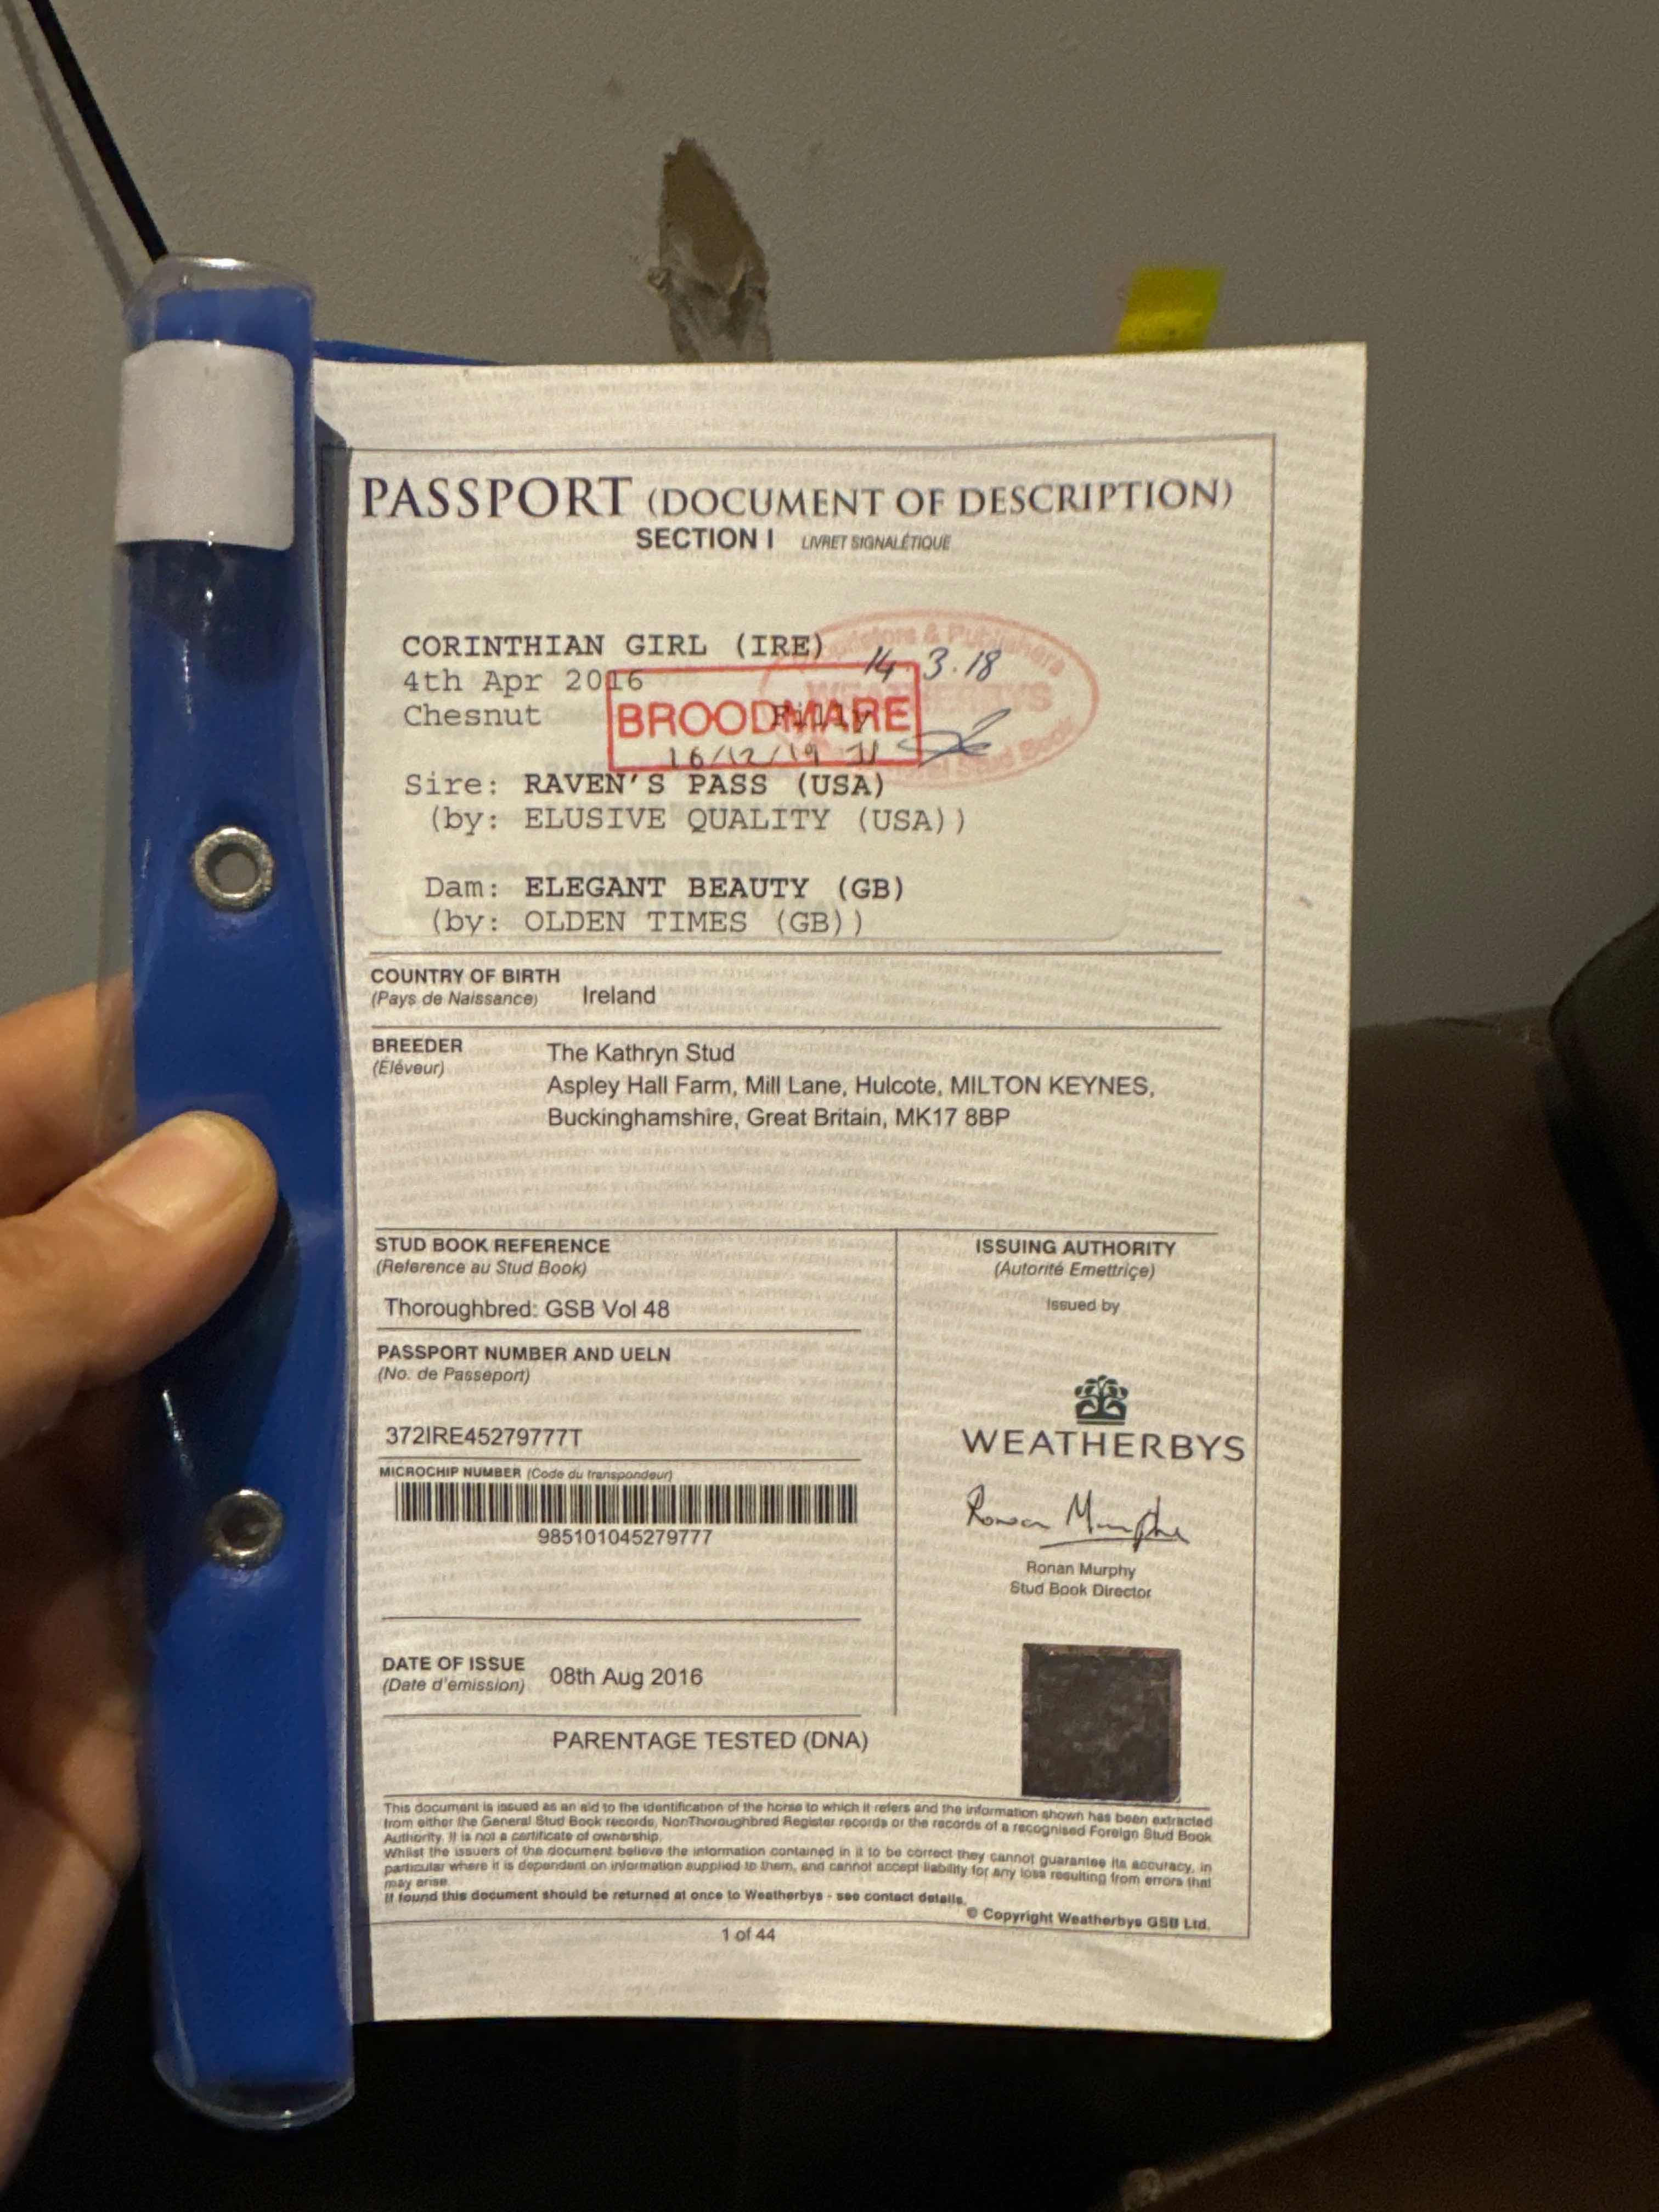 PASSPORT (DOCUMENT OF DESCRIPTION)
SECTION I LIVRET SIGNALÉTIQUE
CORINTHIAN GIRL (IRE)
14.3.18
4th Apr 2016
Chesnut Filly
BROODMARE
16/12/19
WEATHERBYS
Sire: RAVEN'S PASS (USA)
(by: ELUSIVE QUALITY (USA))
Dam: ELEGANT BEAUTY (GB)
(by: OLDEN TIMES (GB))
COUNTRY OF BIRTH
(Pays de Naissance) Ireland
BREEDER The Kathryn Stud
(Eléveur)
Aspley Hall Farm, Mill Lane, Hulcote, MILTON KEYNES,
Buckinghamshire, Great Britain, MK17 8BP
STUD BOOK REFERENCE
(Reference au Stud Book)
Thoroughbred: GSB Vol 48
PASSPORT NUMBER AND UELN
(No. de Passeport)
372IRE45279777T
MICROCHIP NUMBER (Code du transpondeur)
985101045279777
DATE OF ISSUE 08th Aug 2016
(Date d'émission)
PARENTAGE TESTED (DNA)
ISSUING AUTHORITY
(Autorité Emettriçe)
Issued by
WEATHERBYS
Ronan Murphy
Ronan Murphy
Stud Book Director
This document is issued as an aid to the identification of the horse to which it refers and the information shown has been extracted
from either the General Stud Book records, NonThoroughbred Register records or the records of a recognised Foreign Stud Book
Authority. It is not a certificate of ownership.
Whilst the issuers of the document believe the information contained in it to be correct they cannot guarantee its accuracy, in
particular where it is dependant on information supplied to them, and cannot accept liability for any loss resulting from errors that
may arise.
If found this document should be returned at once to Weatherbys - see contact details.
© Copyright Weatherbys GSB Ltd.
1 of 44